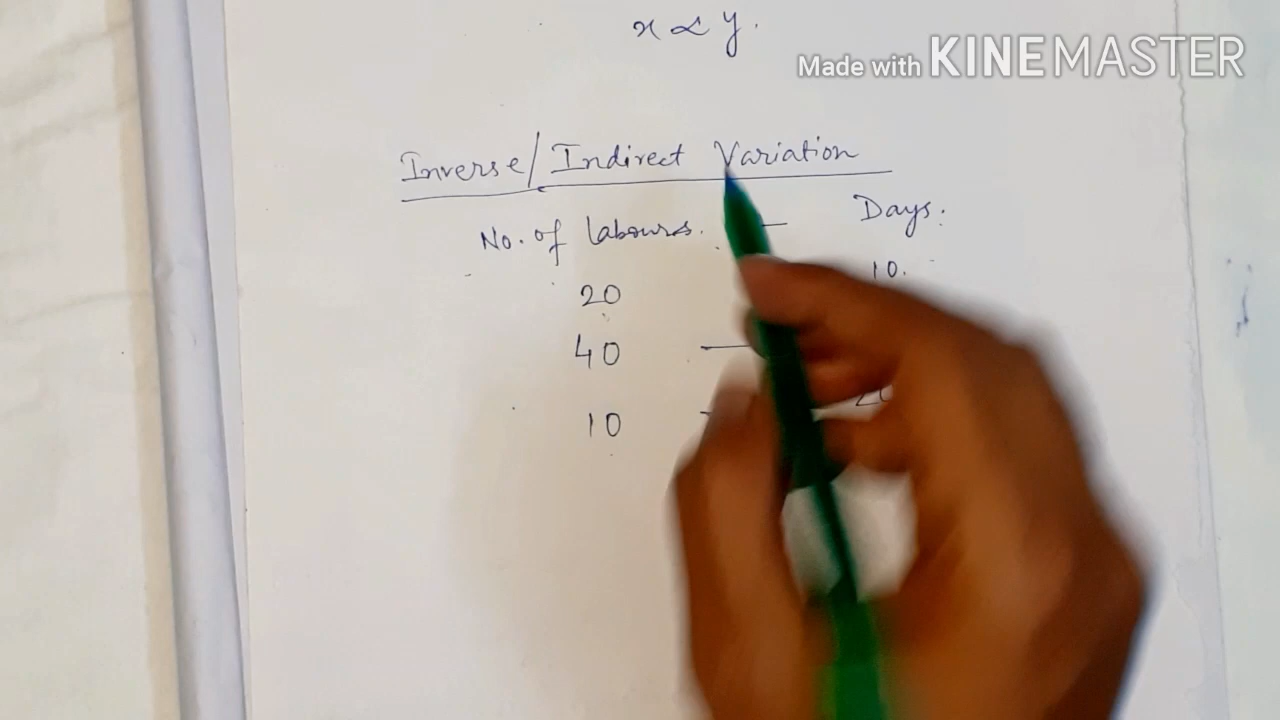 x ∝ y.
Made with KINEMASTER
Inverse/Indirect Variation
No. of labours. — Days.
20 10.
40 —
10